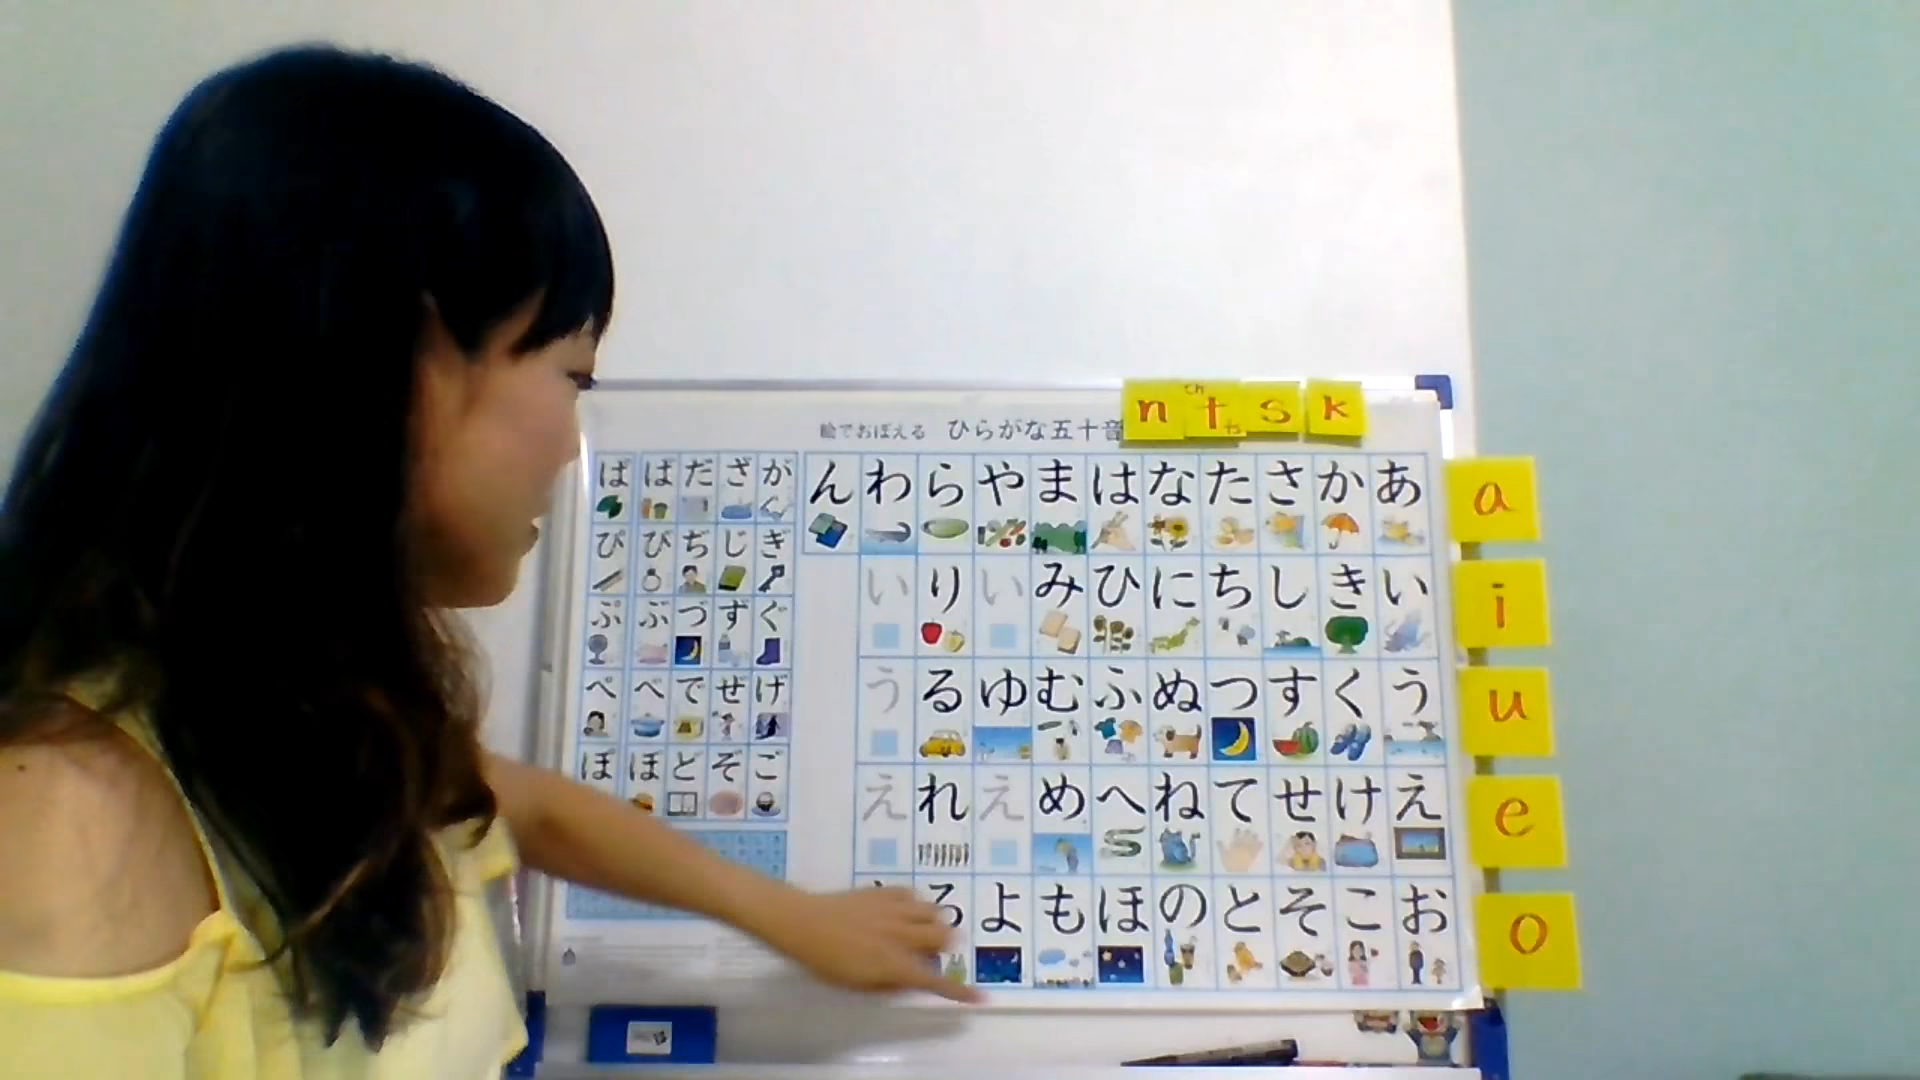 n ch t ts s k
絵でおぼえる ひらがな五十音
ん わ ら や ま は な た さ か あ
い り い み ひ に ち し き い
う る ゆ む ふ ぬ つ す く う
え れ え め へ ね て せ け え
ろ よ も ほ の と そ こ お
ぱ ば だ ざ が
ぴ び ぢ じ ぎ
ぷ ぶ づ ず ぐ
ぺ べ で ぜ げ
ぽ ぼ ど ぞ ご
a
i
u
e
o